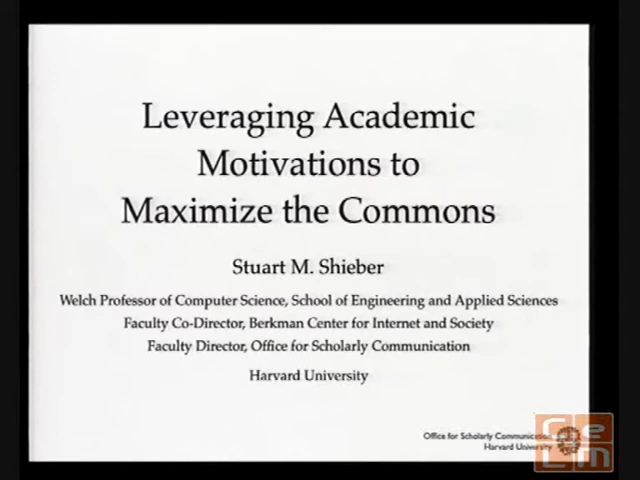 Leveraging Academic
Motivations to
Maximize the Commons
Stuart M. Shieber
Welch Professor of Computer Science, School of Engineering and Applied Sciences
Faculty Co-Director, Berkman Center for Internet and Society
Faculty Director, Office for Scholarly Communication
Harvard University
Office for Scholarly Communication
Harvard University
CeLM